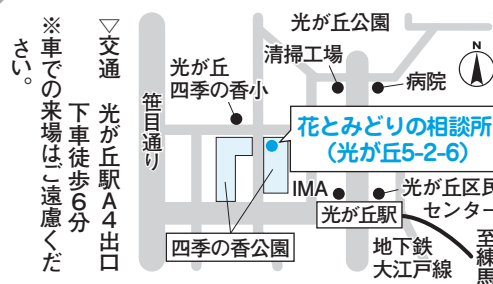 ▽交通　光が丘駅Ａ４出口
下車徒歩６分
※車での来場はご遠慮くだ
さい。
光が丘公園
清掃工場
病院
N
光が丘
四季の香小
笹目通り
花とみどりの相談所
（光が丘5-2-6）
IMA
光が丘区民
センター
光が丘駅
四季の香公園
地下鉄
大江戸線
至練馬